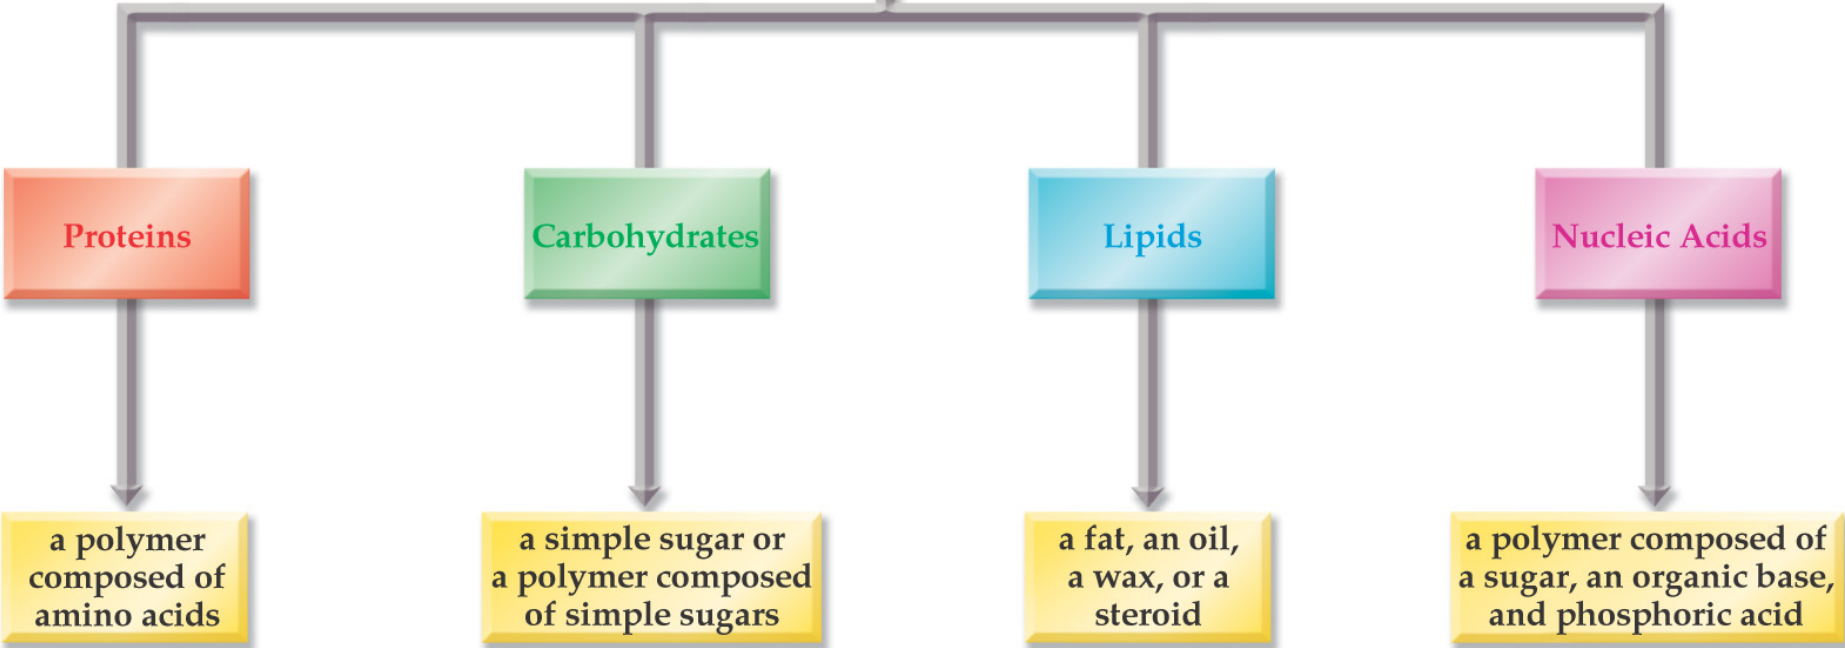 Proteins
Carbohydrates
Lipids
Nucleic Acids
a polymer
composed of
amino acids
a simple sugar or
a polymer composed
of simple sugars
a fat, an oil,
a wax, or a
steroid
a polymer composed of
a sugar, an organic base,
and phosphoric acid